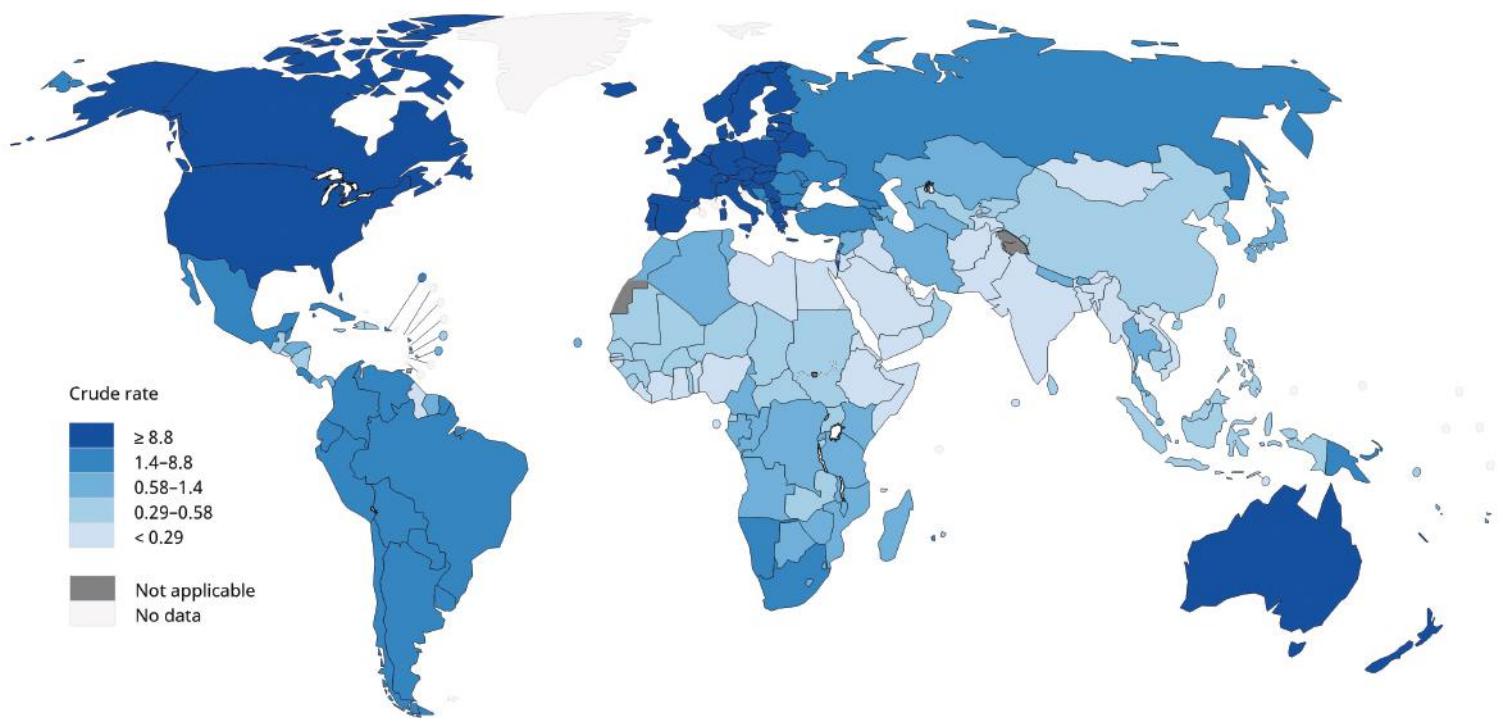 Crude rate
≥ 8.8
1.4–8.8
0.58–1.4
0.29–0.58
< 0.29
Not applicable
No data